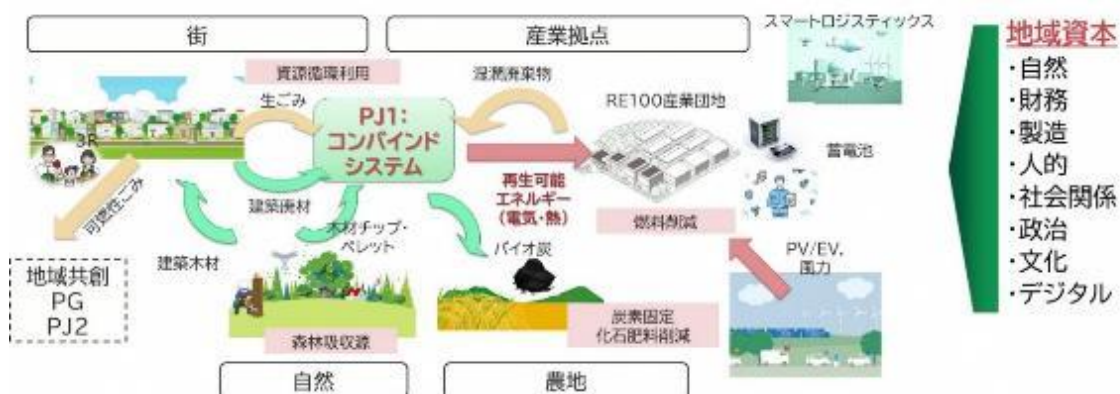 街
産業拠点
スマートロジスティックス
資源循環利用
生ごみ
湿潤廃棄物
RE100産業団地
PJ1:
コンバインド
システム
3R
蓄電池
可燃性ごみ
建築廃材
再生可能
エネルギー
(電気・熱)
燃料削減
木材チップ・
ペレット
建築木材
バイオ炭
PV/EV,
風力
地域共創
PG
PJ2
炭素固定
化石肥料削減
森林吸収源
自然
農地
地域資本
・自然
・財務
・製造
・人的
・社会関係
・政治
・文化
・デジタル